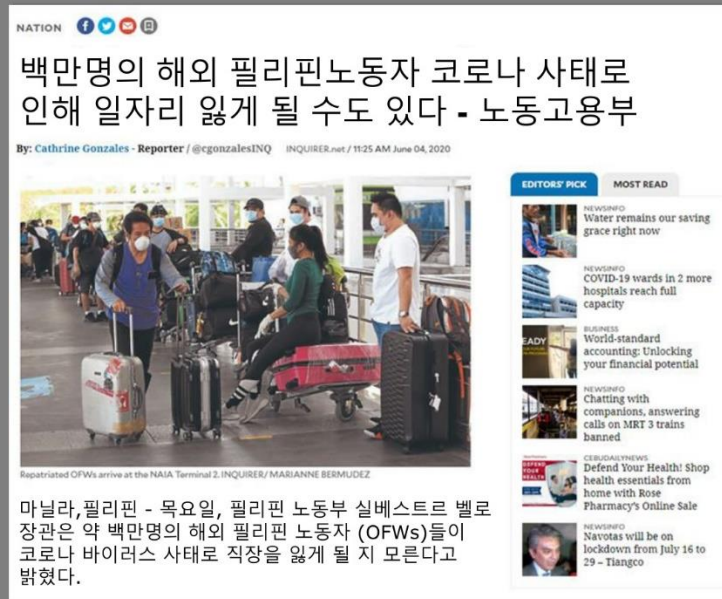 NATION
백만명의 해외 필리핀노동자 코로나 사태로
인해 일자리 잃게 될 수도 있다 - 노동고용부
By: Cathrine Gonzales - Reporter / @cgonzalesINQ INQUIRER.net / 11:25 AM June 04, 2020
Repatriated OFWs arrive at the NAIA Terminal 2. INQUIRER/ MARIANNE BERMUDEZ
마닐라,필리핀 - 목요일, 필리핀 노동부 실베스트르 벨로
장관은 약 백만명의 해외 필리핀 노동자 (OFWs)들이
코로나 바이러스 사태로 직장을 잃게 될 지 모른다고
밝혔다.
EDITORS' PICK
MOST READ
NEWSINFO
Water remains our saving
grace right now
NEWSINFO
COVID-19 wards in 2 more
hospitals reach full
capacity
EADY
BUSINESS
World-standard
accounting: Unlocking
your financial potential
NEWSINFO
Chatting with
companions, answering
calls on MRT 3 trains
banned
DEFEND
YOUR
HEALTH
CEBUDAILYNEWS
Defend Your Health! Shop
health essentials from
home with Rose
Pharmacy's Online Sale
NEWSINFO
Navotas will be on
lockdown from July 16 to
29 – Tiangco